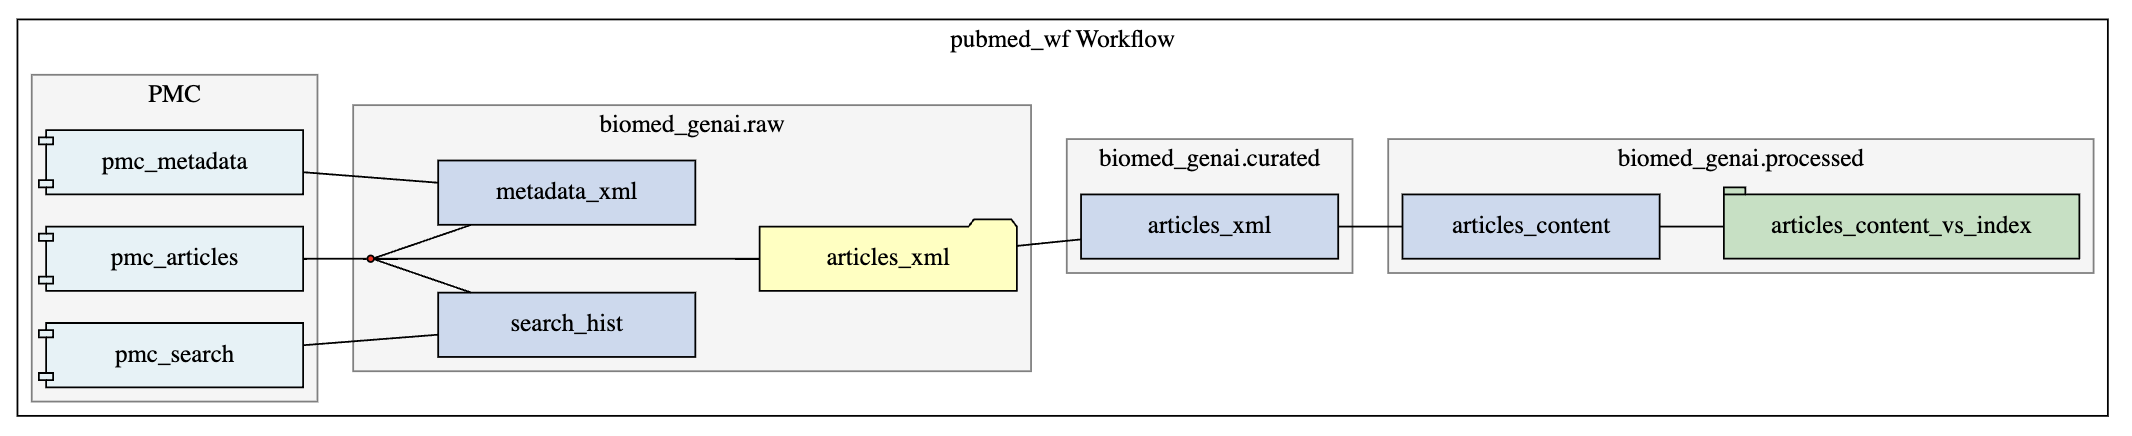 pubmed_wf Workflow
PMC
pmc_metadata
pmc_articles
pmc_search
biomed_genai.raw
metadata_xml
search_hist
articles_xml
biomed_genai.curated
articles_xml
biomed_genai.processed
articles_content
articles_content_vs_index